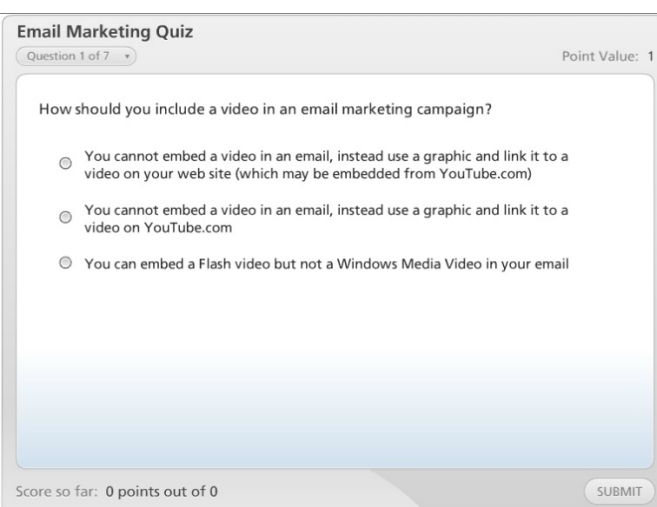 Email Marketing Quiz
Question 1 of 7
Point Value: 1
How should you include a video in an email marketing campaign?
You cannot embed a video in an email, instead use a graphic and link it to a
video on your web site (which may be embedded from YouTube.com)
You cannot embed a video in an email, instead use a graphic and link it to a
video on YouTube.com
You can embed a Flash video but not a Windows Media Video in your email
Score so far: 0 points out of 0
SUBMIT